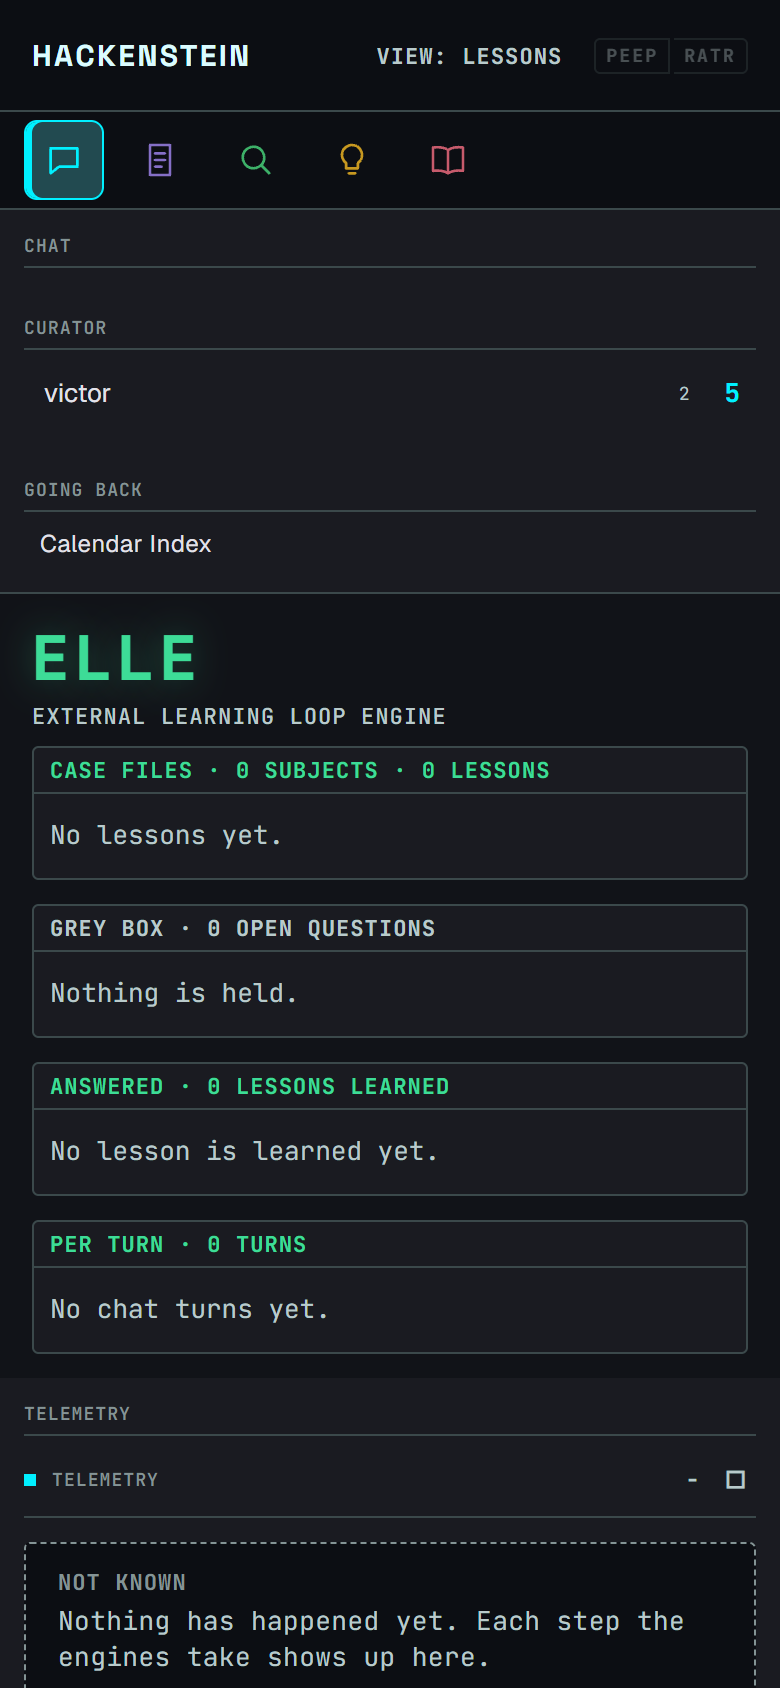 HACKENSTEIN
VIEW: LESSONS
PEEP
RATR
CHAT
CURATOR
victor 2 5
GOING BACK
Calendar Index
ELLE
EXTERNAL LEARNING LOOP ENGINE
CASE FILES · 0 SUBJECTS · 0 LESSONS
No lessons yet.
GREY BOX · 0 OPEN QUESTIONS
Nothing is held.
ANSWERED · 0 LESSONS LEARNED
No lesson is learned yet.
PER TURN · 0 TURNS
No chat turns yet.
TELEMETRY
TELEMETRY
NOT KNOWN
Nothing has happened yet. Each step the
engines take shows up here.